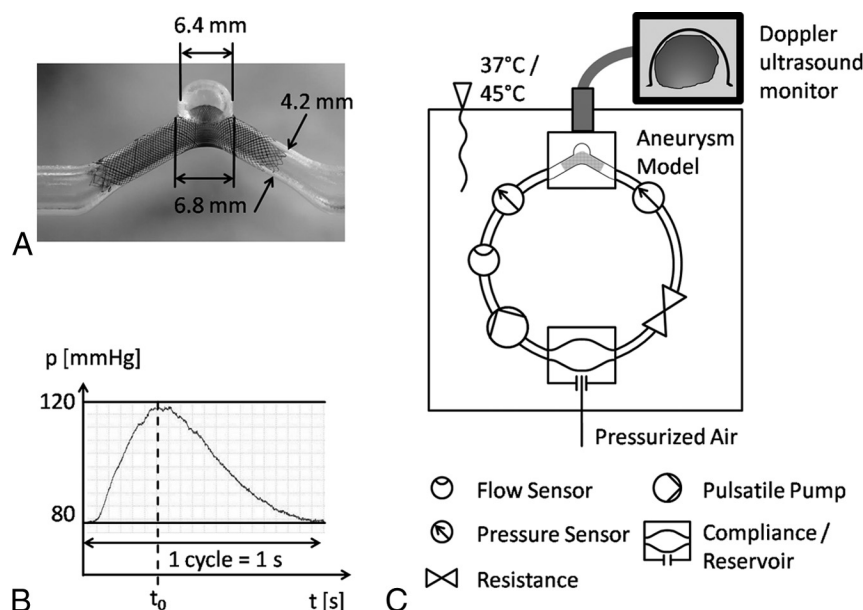 A
6.4 mm
4.2 mm
6.8 mm
B
p [mmHg]
120
80
1 cycle = 1 s
t₀
t [s]
C
37°C /
45°C
Doppler
ultrasound
monitor
Aneurysm
Model
Pressurized Air
Flow Sensor
Pulsatile Pump
Pressure Sensor
Compliance /
Reservoir
Resistance